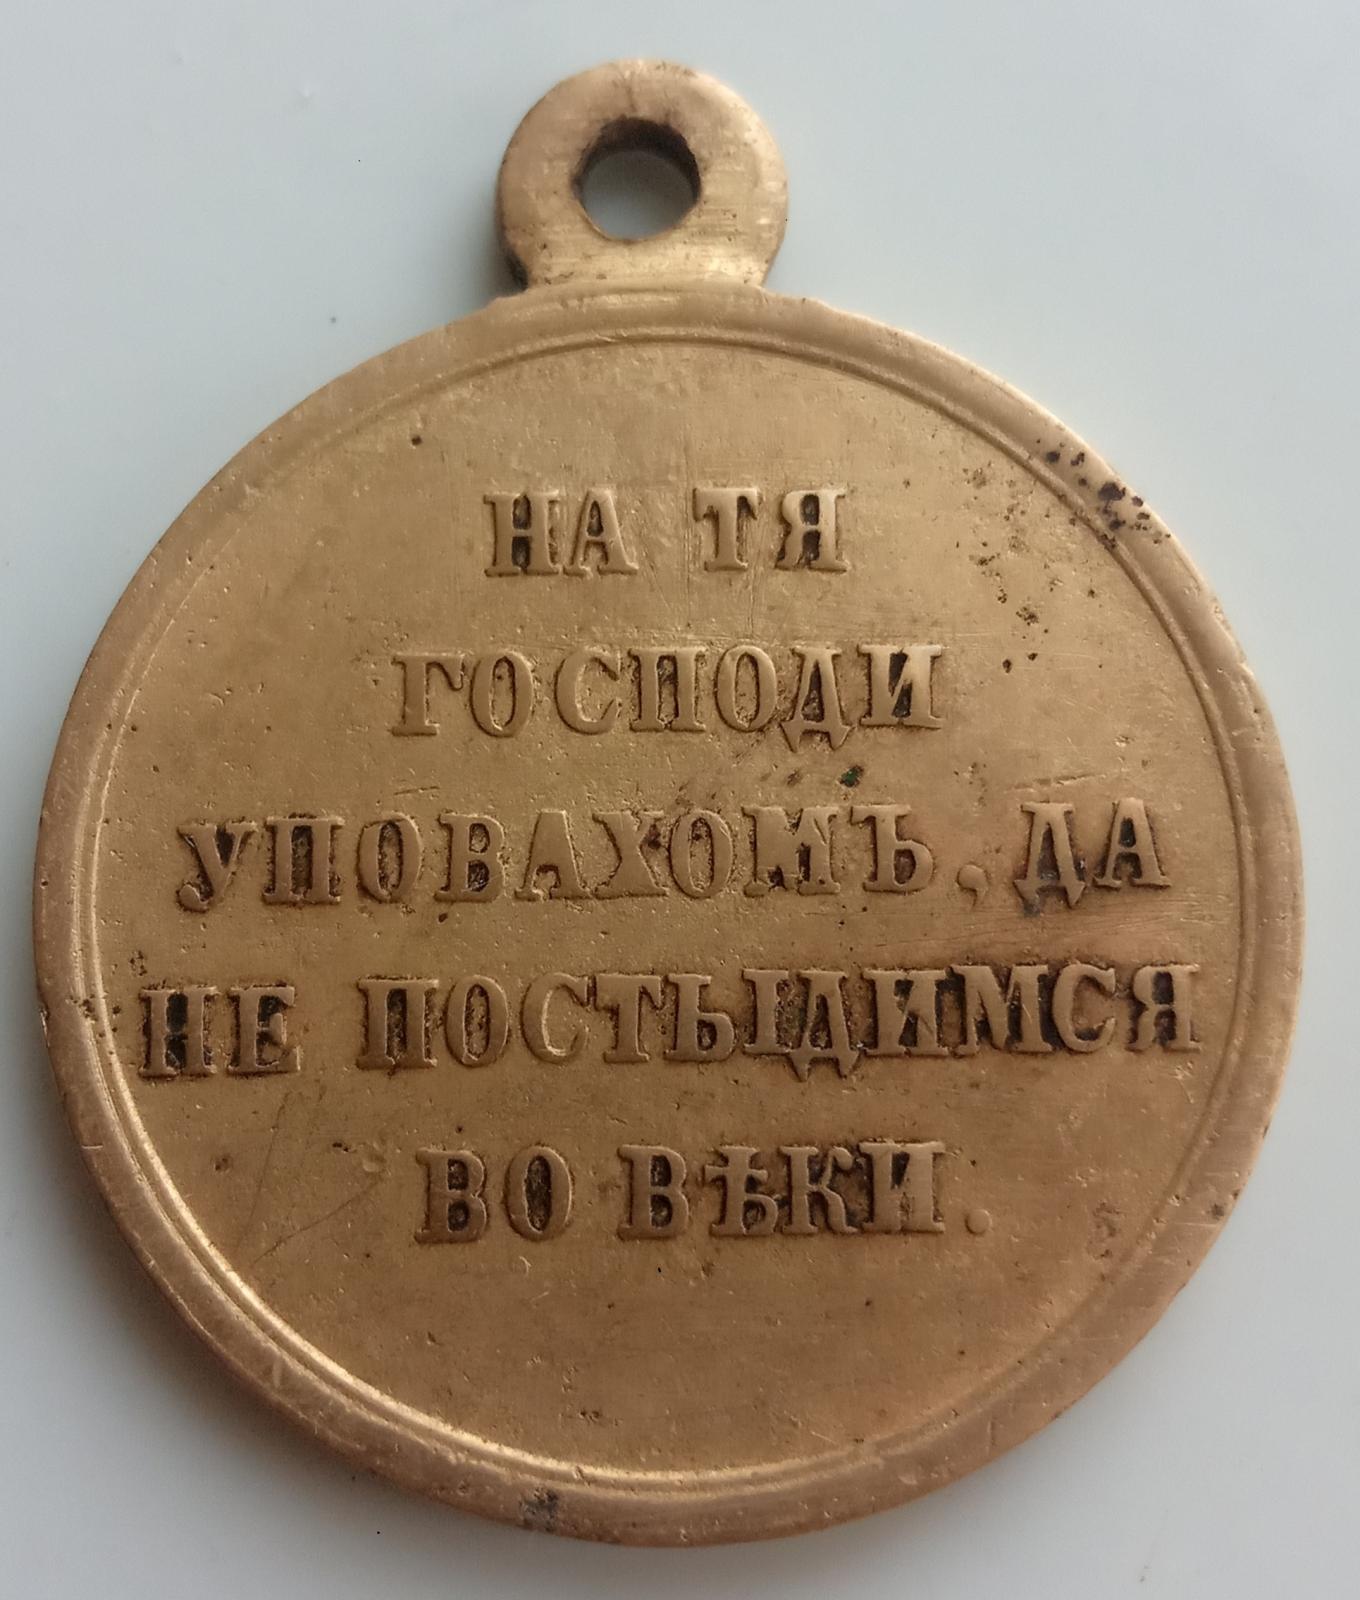 НА ТЯ
ГОСПОДИ
УПОВАХОМЪ, ДА
НЕ ПОСТЫДИМСЯ
ВО ВѢКИ.